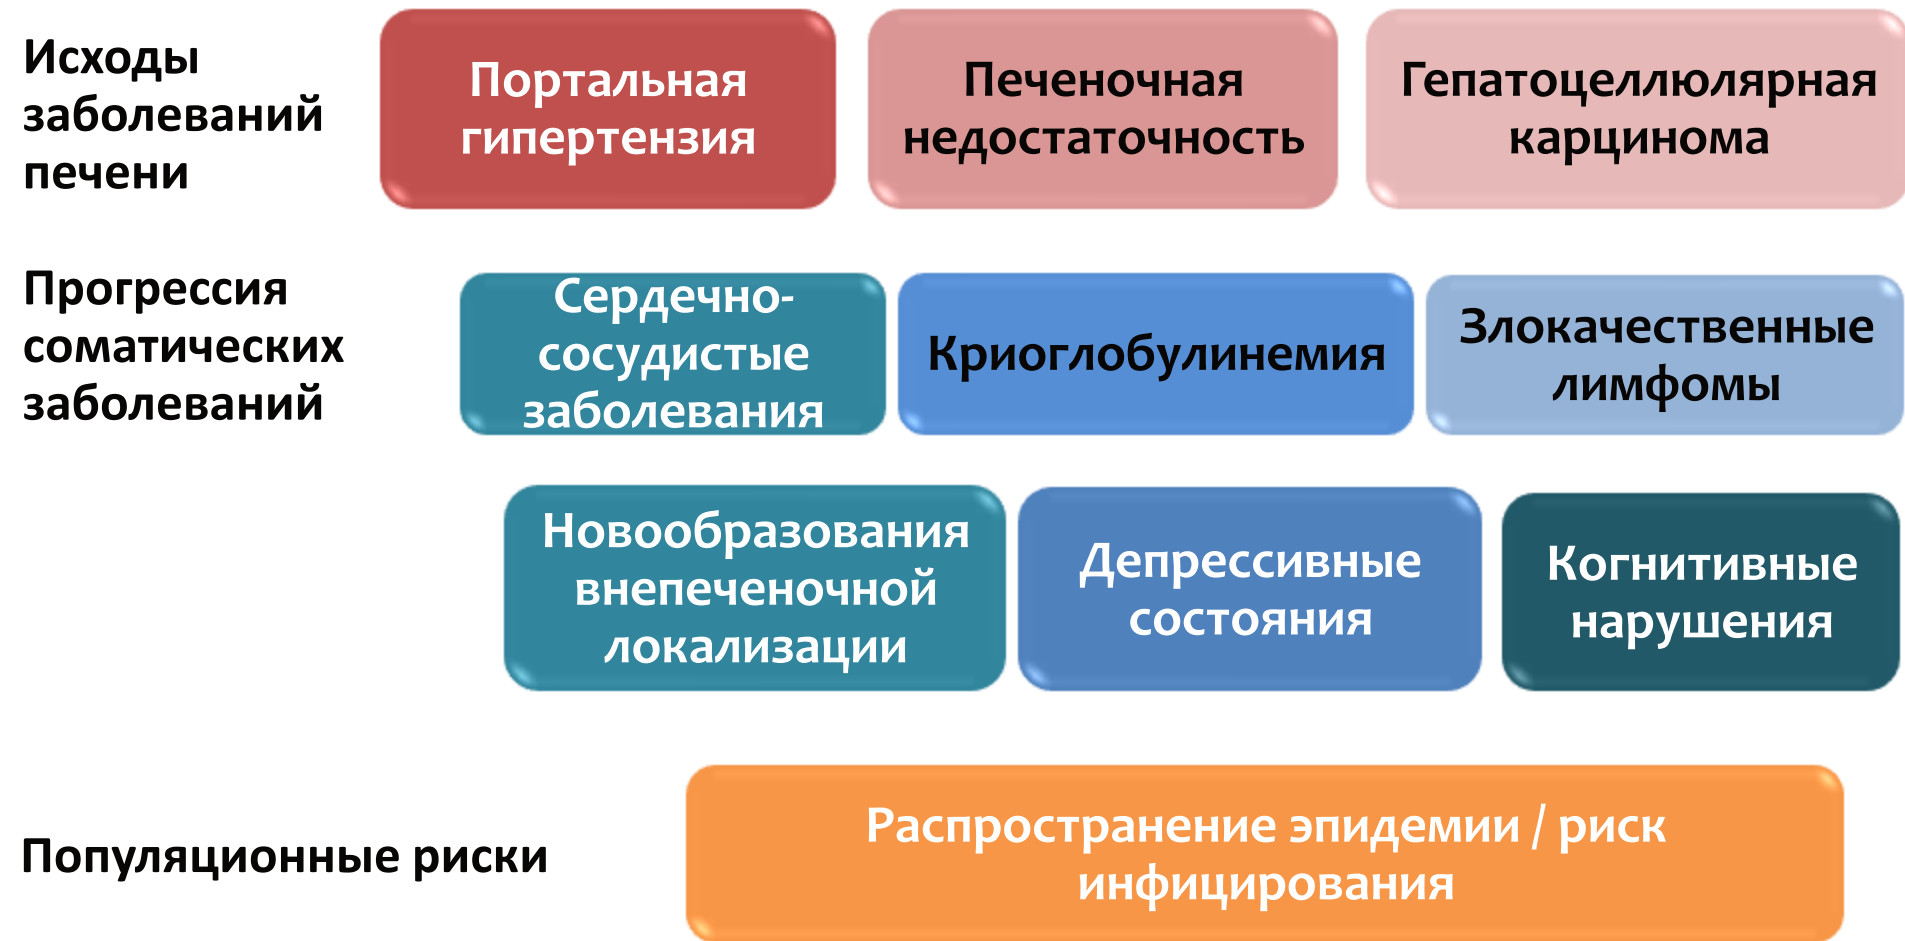 Исходы
заболеваний
печени
Портальная
гипертензия
Печеночная
недостаточность
Гепатоцеллюлярная
карцинома
Прогрессия
соматических
заболеваний
Сердечно-
сосудистые
заболевания
Криоглобулинемия
Злокачественные
лимфомы
Новообразования
внепеченочной
локализации
Депрессивные
состояния
Когнитивные
нарушения
Популяционные риски
Распространение эпидемии / риск
инфицирования